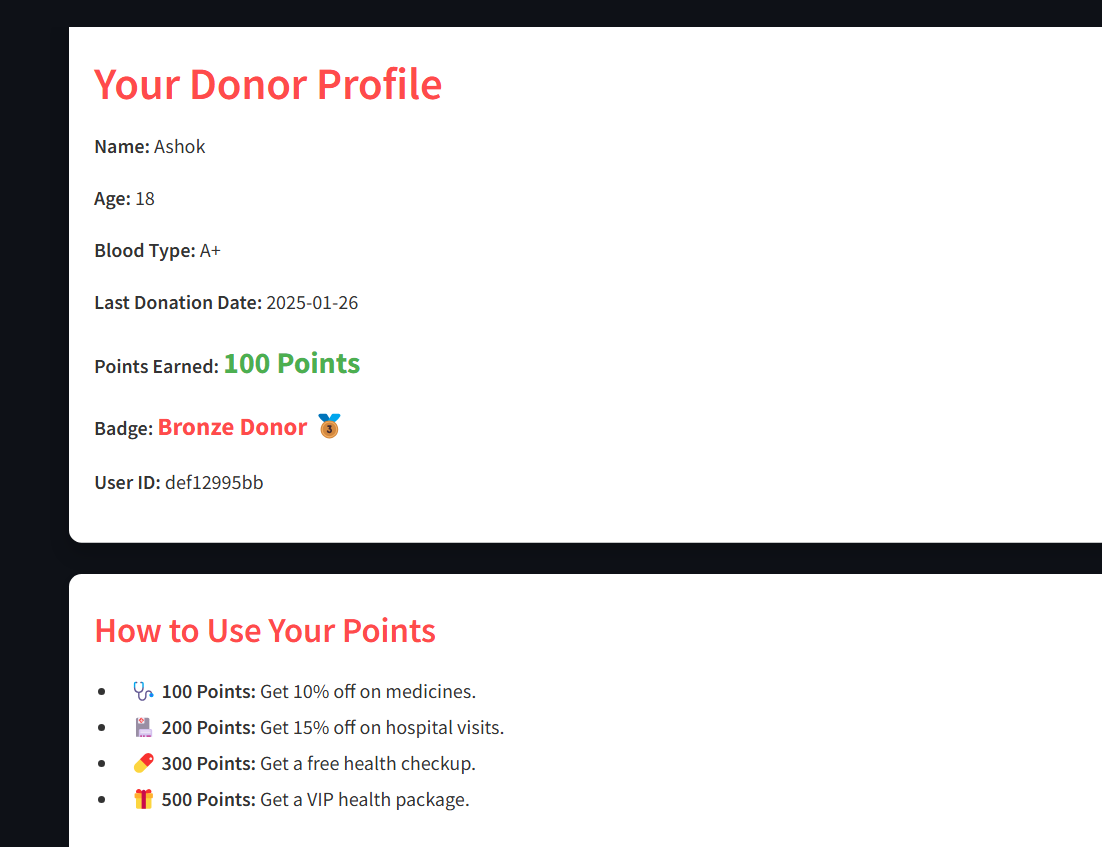 Your Donor Profile
Name: Ashok
Age: 18
Blood Type: A+
Last Donation Date: 2025-01-26
Points Earned: 100 Points
Badge: Bronze Donor 🥉
User ID: def12995bb
How to Use Your Points
• 🩺 100 Points: Get 10% off on medicines.
• 🏥 200 Points: Get 15% off on hospital visits.
• 💊 300 Points: Get a free health checkup.
• 🎁 500 Points: Get a VIP health package.